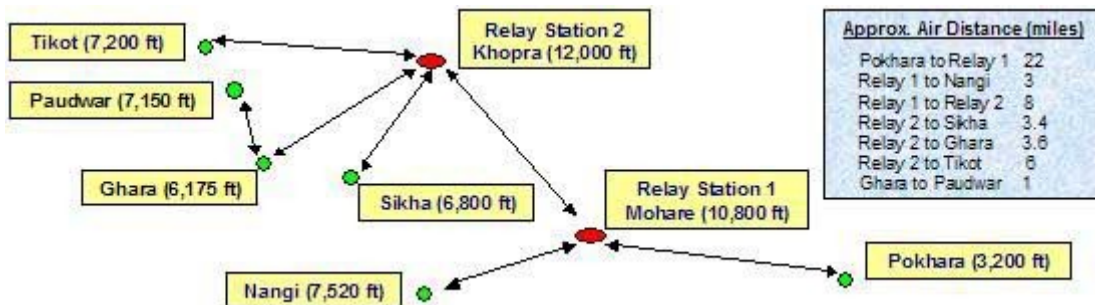 Tikot (7,200 ft)
Relay Station 2
Khopra (12,000 ft)
Paudwar (7,150 ft)
Ghara (6,175 ft)
Sikha (6,800 ft)
Relay Station 1
Mohare (10,800 ft)
Nangi (7,520 ft)
Pokhara (3,200 ft)
Approx. Air Distance (miles)
Pokhara to Relay 1 22
Relay 1 to Nangi 3
Relay 1 to Relay 2 8
Relay 2 to Sikha 3.4
Relay 2 to Ghara 3.6
Relay 2 to Tikot 6
Ghara to Paudwar 1